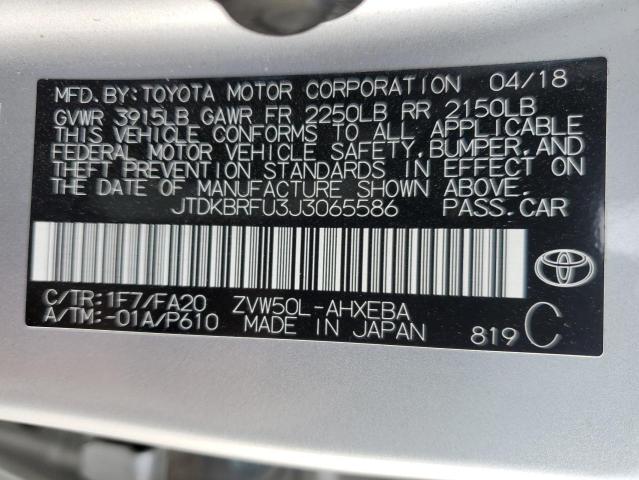 MFD.BY:TOYOTA MOTOR CORPORATION 04/18
GVWR 3915LB GAWR FR 2250LB RR 2150LB
THIS VEHICLE CONFORMS TO ALL APPLICABLE
FEDERAL MOTOR VEHICLE SAFETY,BUMPER,AND
THEFT PREVENTION STANDARDS IN EFFECT ON
THE DATE OF MANUFACTURE SHOWN ABOVE.
JTDKBRFU3J3065586 PASS.CAR
C/TR:1F7/FA20 ZVW50L-AHXEBA
A/TM:-01A/P610 MADE IN JAPAN 819 C